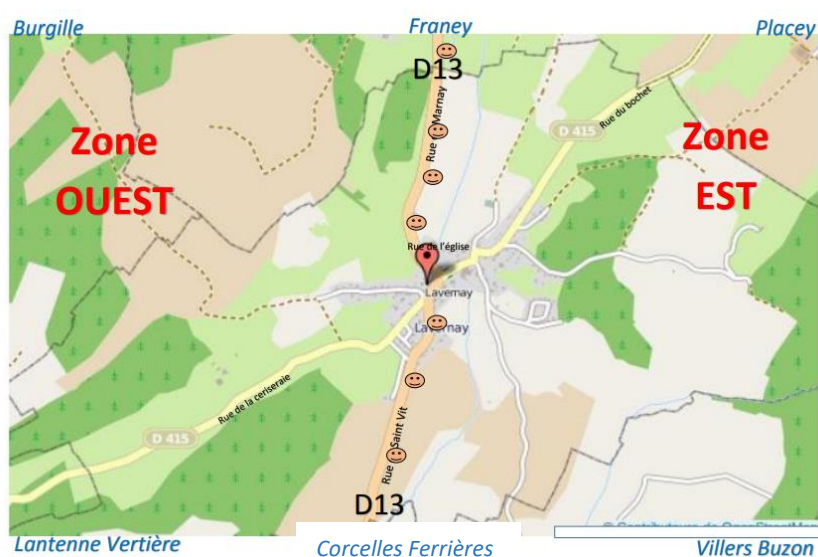 Burgille
Franey
Placey
D13
Rue Marnay
D 415
Rue du bochet
Zone
OUEST
Zone
EST
Rue de l'église
Lavernay
Lavernay
Rue de la ceriseraie
D 415
Rue Saint Vit
D13
Lantenne Vertière
Corcelles Ferrières
Villers Buzon